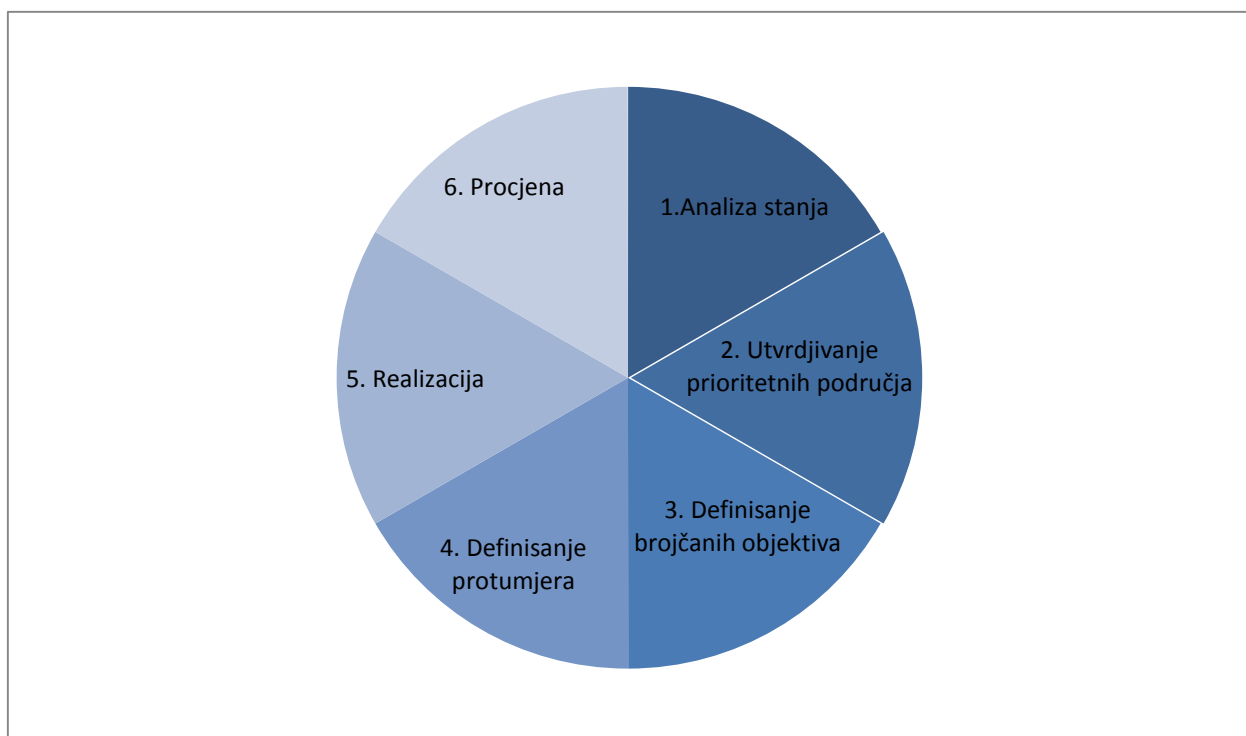 1.Analiza stanja
2. Utvrdjivanje
prioritetnih područja
3. Definisanje
brojčanih objektiva
4. Definisanje
protumjera
5. Realizacija
6. Procjena